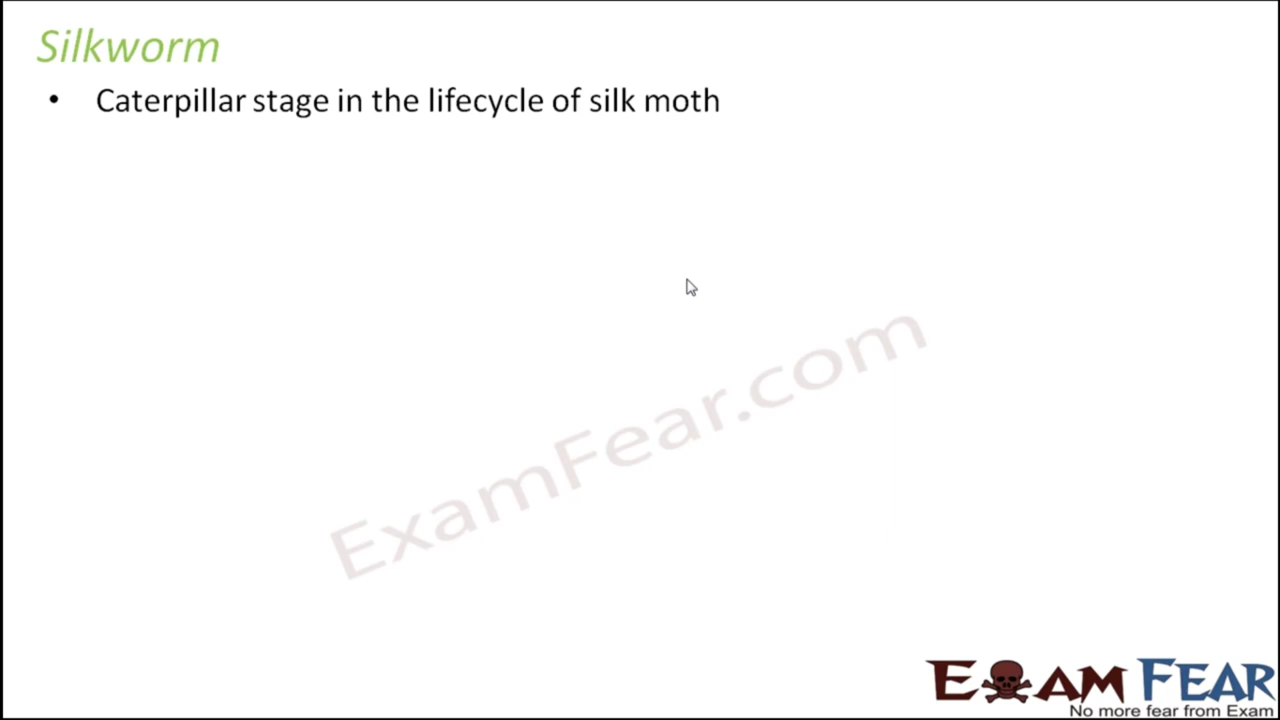 Silkworm
• Caterpillar stage in the lifecycle of silk moth
ExamFear.com
EXAM FEAR
No more fear from Exam